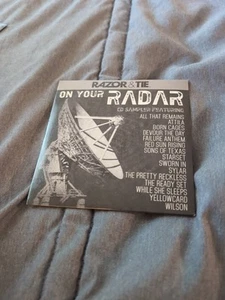 RAZOR & TIE
ON YOUR RADAR
CD SAMPLER FEATURING
ALL THAT REMAINS
ATTILA
BORN CAGES
DEVOUR THE DAY
FAILURE ANTHEM
RED SUN RISING
SONS OF TEXAS
STARSET
SWORN IN
SYLAR
THE PRETTY RECKLESS
THE READY SET
WHILE SHE SLEEPS
YELLOWCARD
WILSON